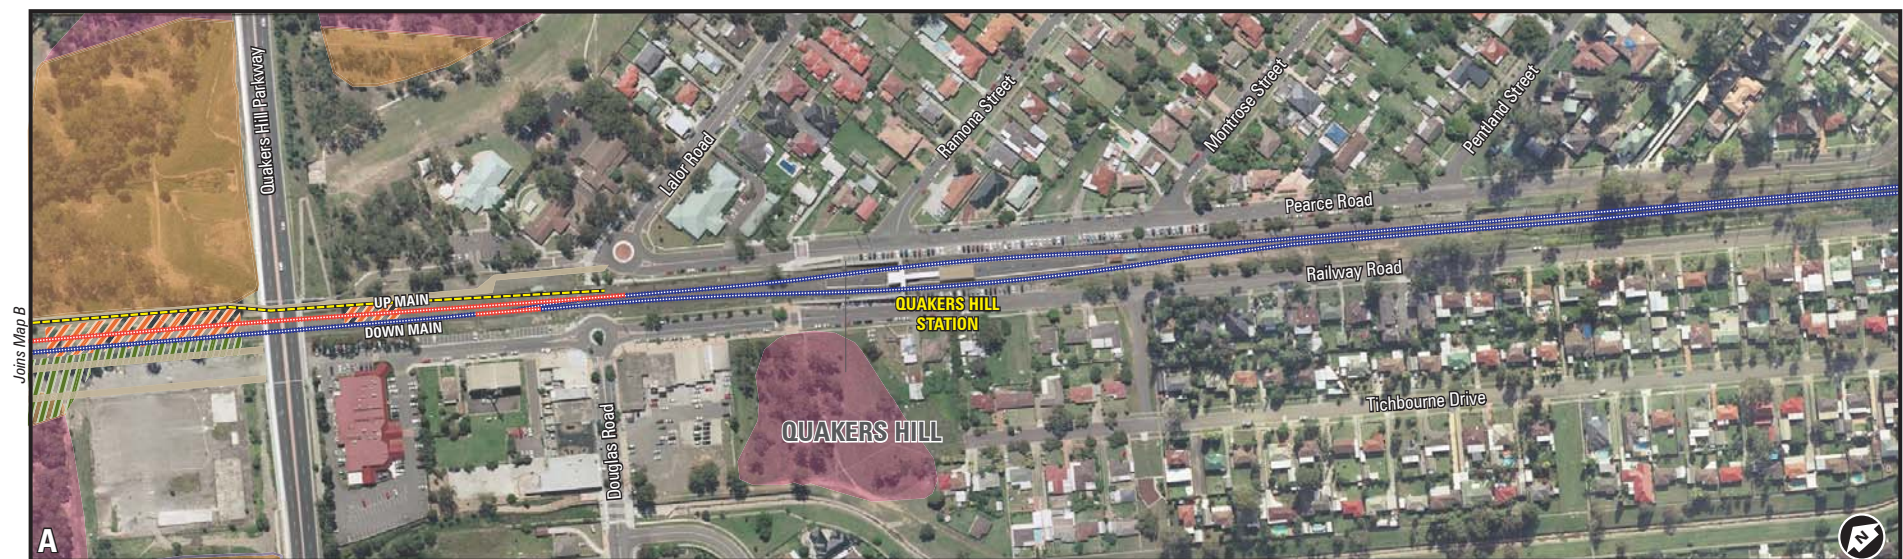 Quakers Hill Parkway
Lalor Road
Ramona Street
Montrose Street
Pentland Street
Pearce Road
Railway Road
UP MAIN
DOWN MAIN
QUAKERS HILL
STATION
Joins Map B
Douglas Road
QUAKERS HILL
Tichbourne Drive
A
N